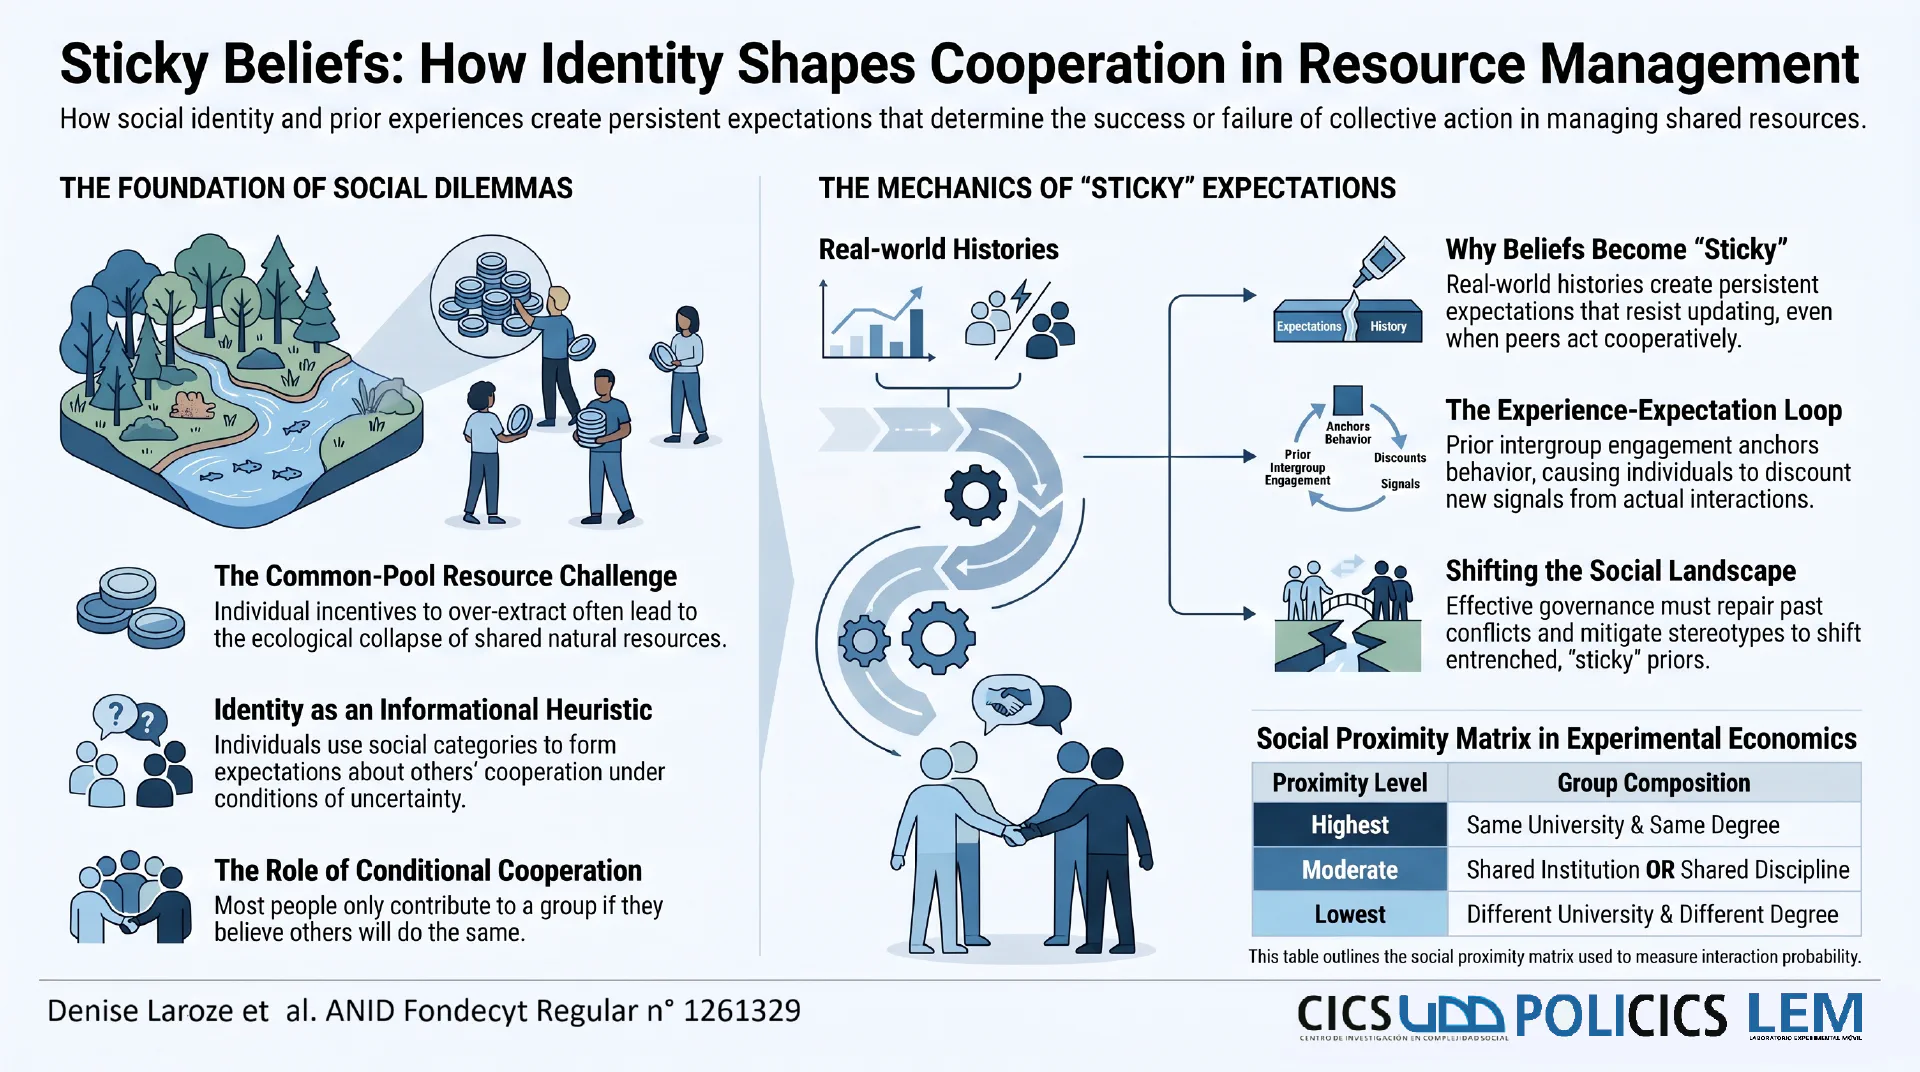 Sticky Beliefs: How Identity Shapes Cooperation in Resource Management
How social identity and prior experiences create persistent expectations that determine the success or failure of collective action in managing shared resources.
THE FOUNDATION OF SOCIAL DILEMMAS
The Common-Pool Resource Challenge
Individual incentives to over-extract often lead to
the ecological collapse of shared natural resources.
? ?
Identity as an Informational Heuristic
Individuals use social categories to form
expectations about others' cooperation under
conditions of uncertainty.
The Role of Conditional Cooperation
Most people only contribute to a group if they
believe others will do the same.
THE MECHANICS OF “STICKY” EXPECTATIONS
Real-world Histories
Expectations
History
Why Beliefs Become “Sticky”
Real-world histories create persistent
expectations that resist updating, even
when peers act cooperatively.
Anchors
Behavior
Discounts
Signals
Prior
Intergroup
Engagement
The Experience-Expectation Loop
Prior intergroup engagement anchors
behavior, causing individuals to discount
new signals from actual interactions.
Shifting the Social Landscape
Effective governance must repair past
conflicts and mitigate stereotypes to shift
entrenched, "sticky" priors.
Social Proximity Matrix in Experimental Economics
Proximity Level Group Composition
Highest Same University & Same Degree
Moderate Shared Institution OR Shared Discipline
Lowest Different University & Different Degree
This table outlines the social proximity matrix used to measure interaction probability.
Denise Laroze et al. ANID Fondecyt Regular n° 1261329
CICS UDD POLICICS LEM
CENTRO DE INVESTIGACIÓN EN COMPLEJIDAD SOCIAL
LABORATORIO EXPERIMENTAL MÓVIL